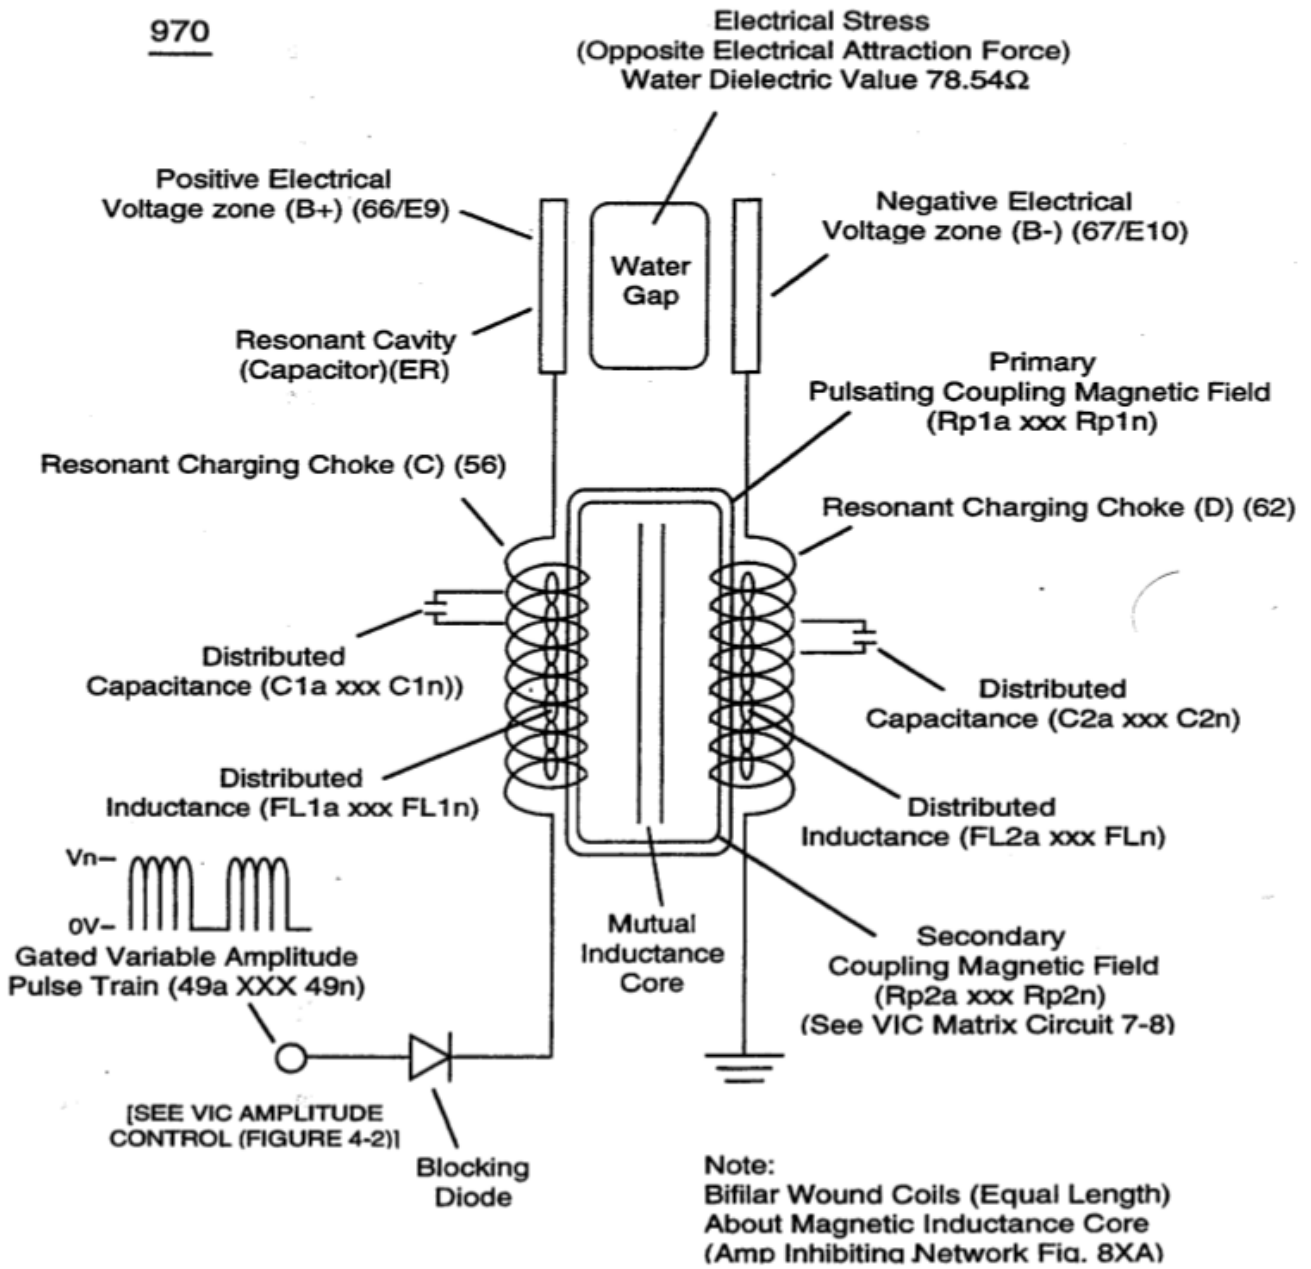 970
Electrical Stress
(Opposite Electrical Attraction Force)
Water Dielectric Value 78.54Ω
Positive Electrical
Voltage zone (B+) (66/E9)
Negative Electrical
Voltage zone (B-) (67/E10)
Water
Gap
Resonant Cavity
(Capacitor)(ER)
Primary
Pulsating Coupling Magnetic Field
(Rp1a xxx Rp1n)
Resonant Charging Choke (C) (56)
Resonant Charging Choke (D) (62)
Distributed
Capacitance (C1a xxx C1n))
Distributed
Capacitance (C2a xxx C2n)
Distributed
Inductance (FL1a xxx FL1n)
Distributed
Inductance (FL2a xxx FLn)
Vn
0V
Gated Variable Amplitude
Pulse Train (49a XXX 49n)
Mutual
Inductance
Core
Secondary
Coupling Magnetic Field
(Rp2a xxx Rp2n)
(See VIC Matrix Circuit 7-8)
[SEE VIC AMPLITUDE
CONTROL (FIGURE 4-2)]
Blocking
Diode
Note:
Bifilar Wound Coils (Equal Length)
About Magnetic Inductance Core
(Amp Inhibiting Network Fig. 8XA)